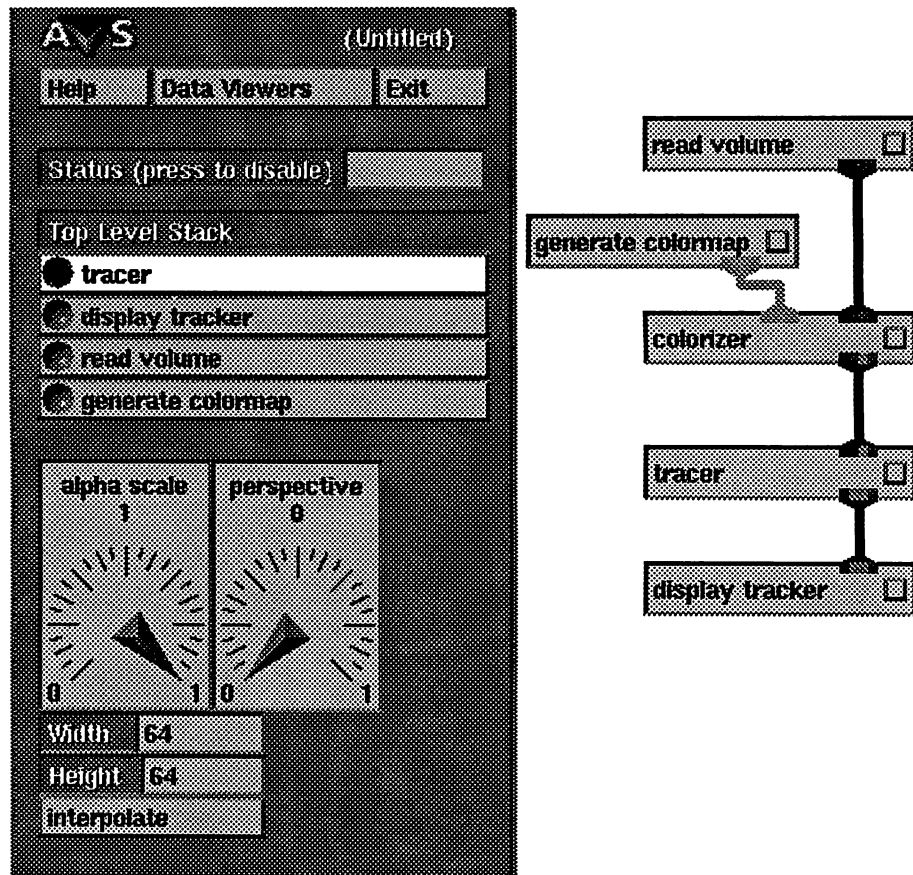 AVS (Untitled)
Help Data Viewers Exit
Status (press to disable)
Top Level Stack
tracer
display tracker
read volume
generate colormap
alpha scale perspective
1 0
0 1 0 1
Width 64
Height 64
interpolate
read volume
generate colormap
colorizer
tracer
display tracker